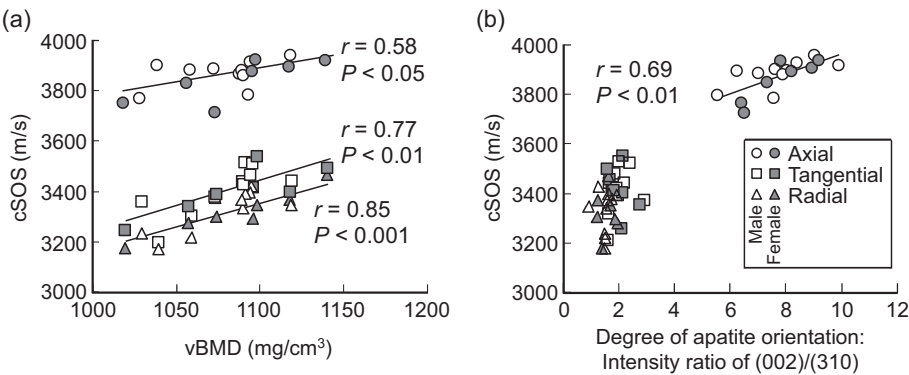 (a)
cSOS (m/s)
4000
3800
3600
3400
3200
3000
1000
1050
1100
1150
1200
vBMD (mg/cm³)
r = 0.58
P < 0.05
r = 0.77
P < 0.01
r = 0.85
P < 0.001
(b)
cSOS (m/s)
4000
3800
3600
3400
3200
3000
0
2
4
6
8
10
12
Degree of apatite orientation:
Intensity ratio of (002)/(310)
r = 0.69
P < 0.01
Axial
Tangential
Radial
Male
Female